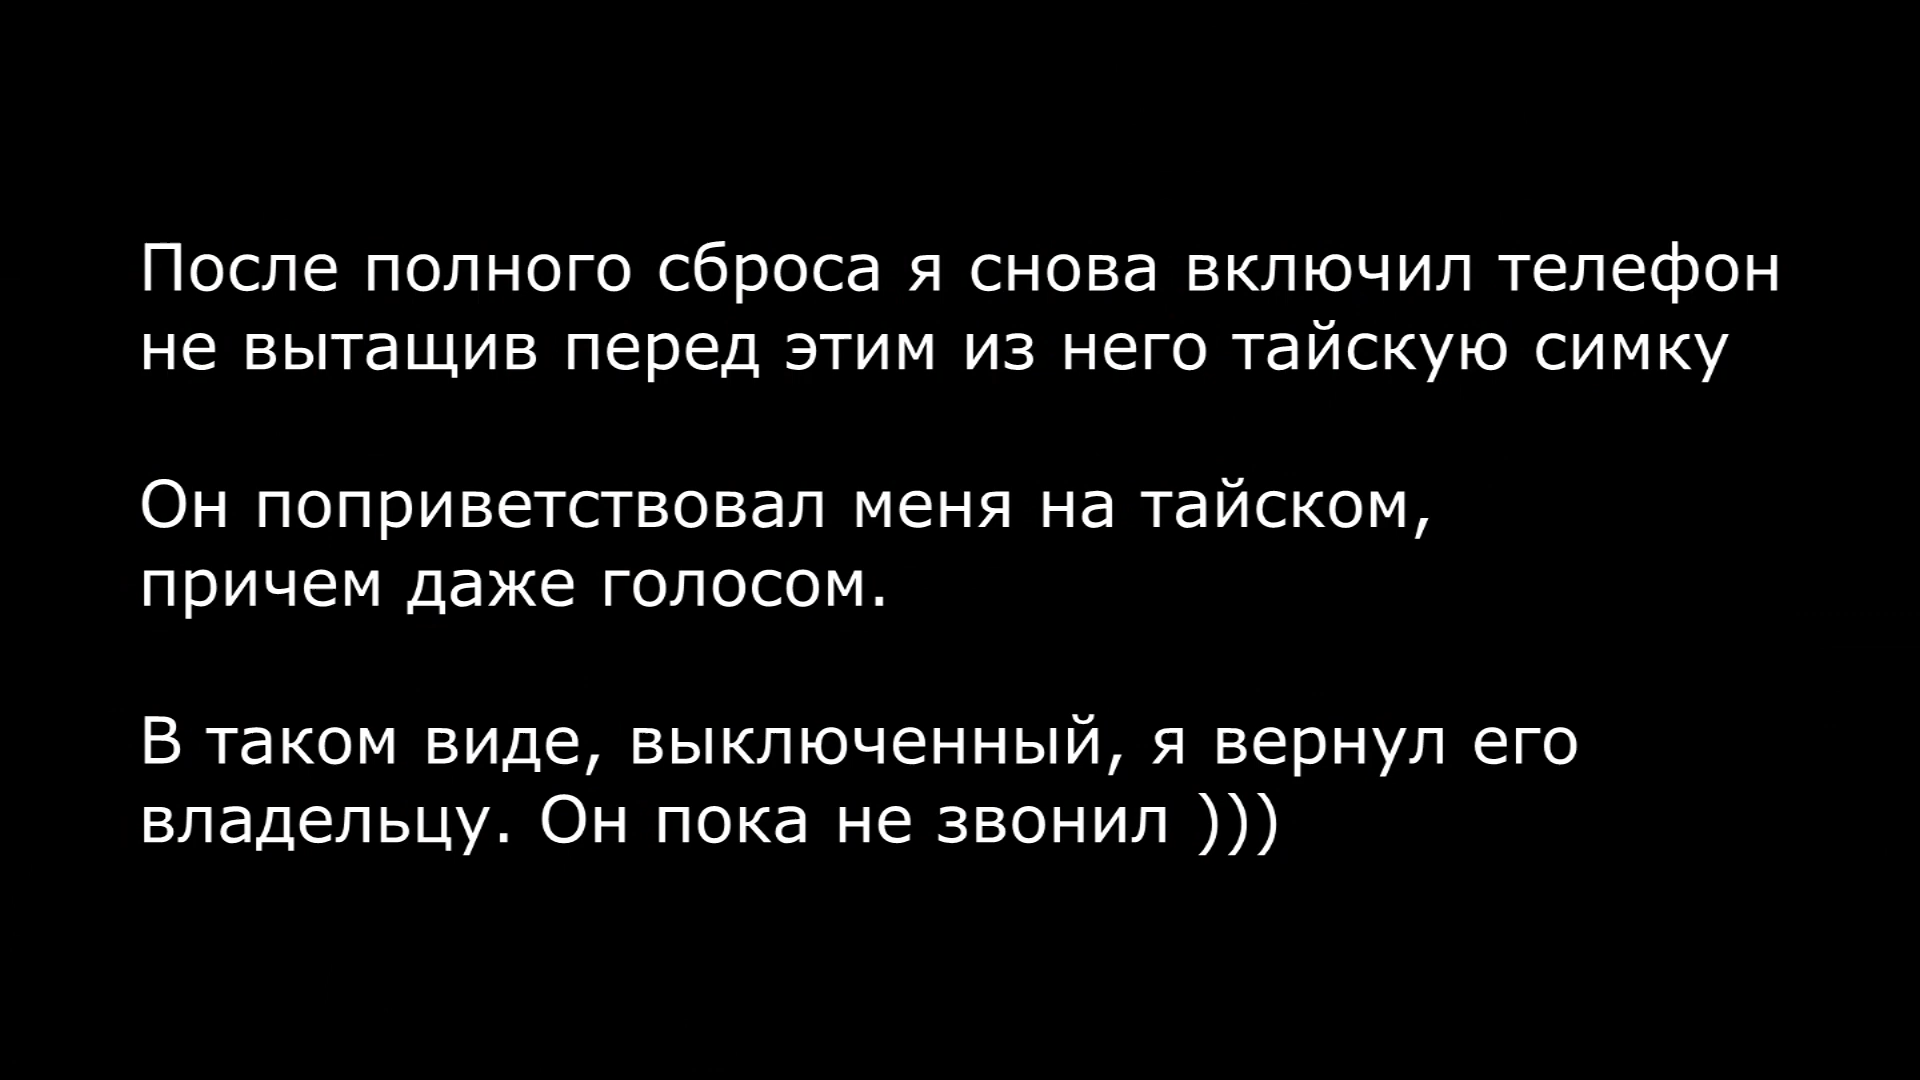 После полного сброса я снова включил телефон
не вытащив перед этим из него тайскую симку
Он поприветствовал меня на тайском,
причем даже голосом.
В таком виде, выключенный, я вернул его
владельцу. Он пока не звонил )))